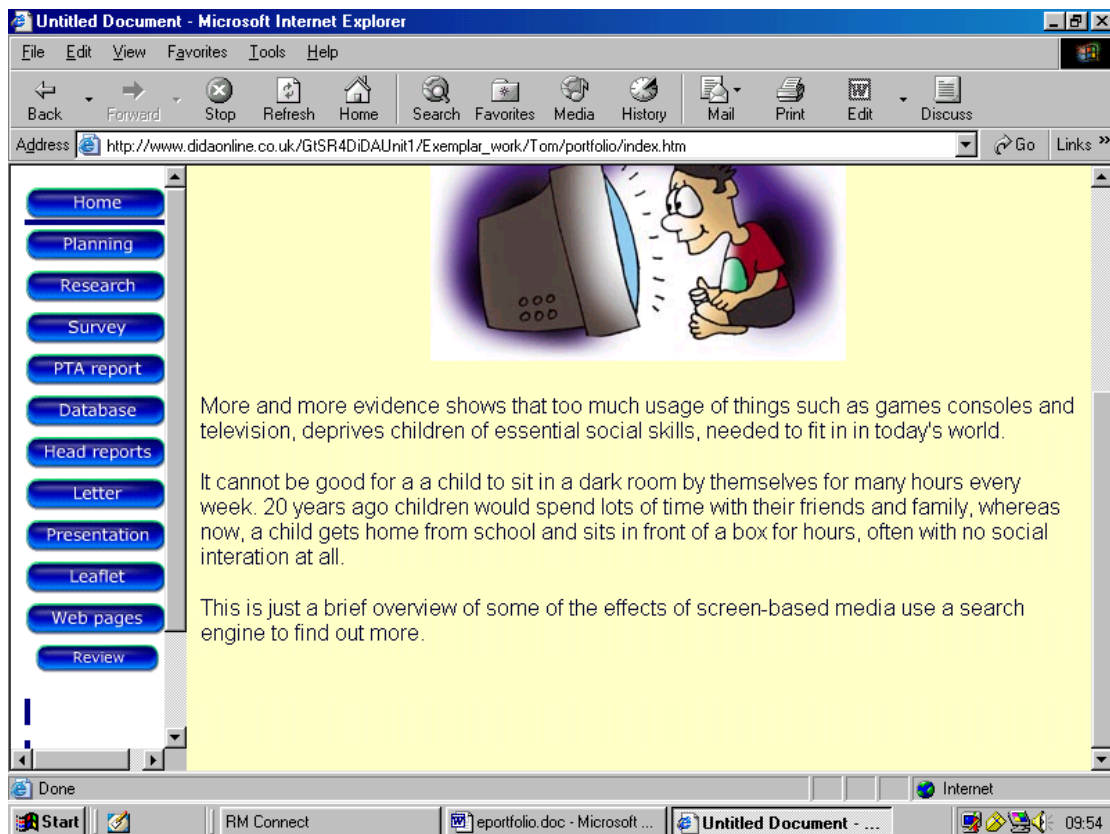 Untitled Document - Microsoft Internet Explorer
File Edit View Favorites Tools Help
Back Forward Stop Refresh Home Search Favorites Media History Mail Print Edit Discuss
Address http://www.didaonline.co.uk/GtSR4DiDAUnit1/Exemplar_work/Tom/portfolio/index.htm Go Links »
Home
Planning
Research
Survey
PTA report
Database
Head reports
Letter
Presentation
Leaflet
Web pages
Review
More and more evidence shows that too much usage of things such as games consoles and
television, deprives children of essential social skills, needed to fit in in today's world.
It cannot be good for a a child to sit in a dark room by themselves for many hours every
week. 20 years ago children would spend lots of time with their friends and family, whereas
now, a child gets home from school and sits in front of a box for hours, often with no social
interation at all.
This is just a brief overview of some of the effects of screen-based media use a search
engine to find out more.
Done Internet
Start RM Connect eportfolio.doc - Microsoft ... Untitled Document - ... 09:54